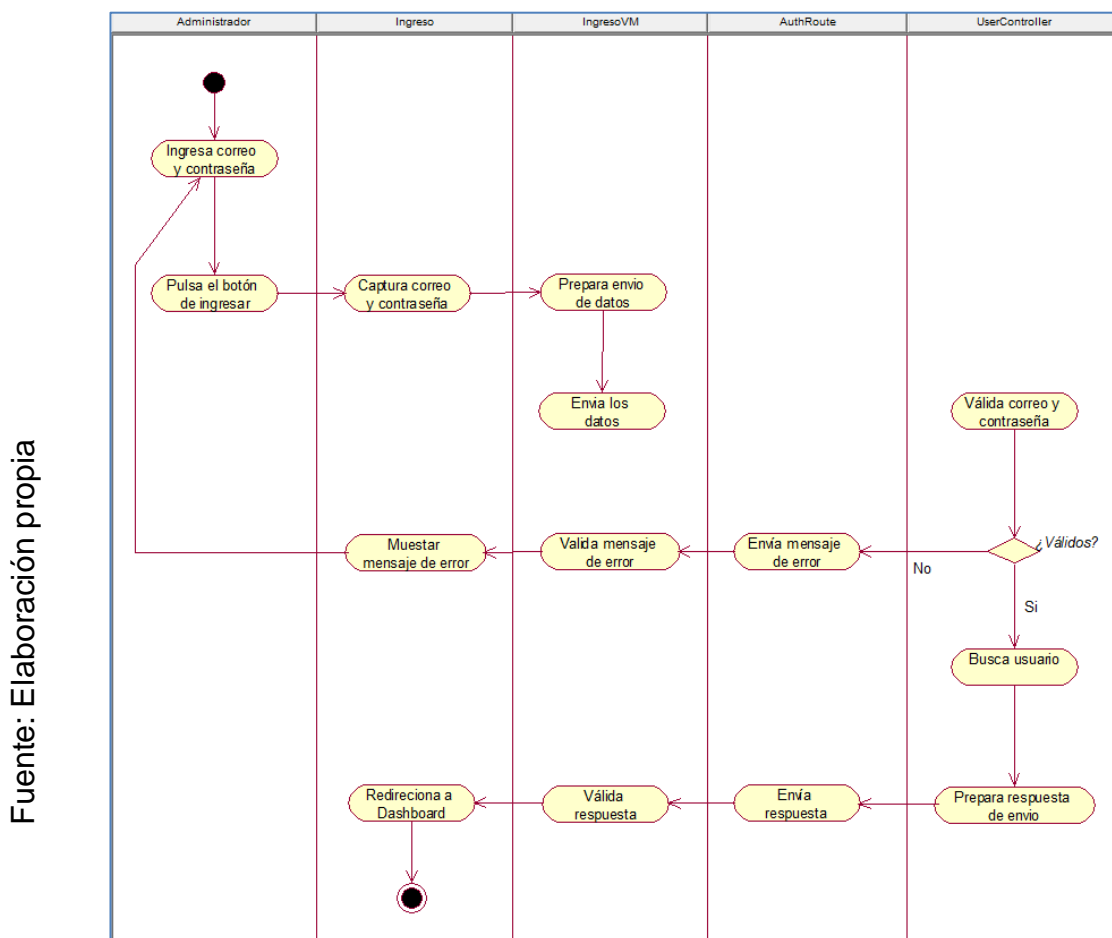 Administrador
Ingreso
IngresoVM
AuthRoute
UserController
Ingresa correo
y contraseña
Pulsa el botón
de ingresar
Captura correo
y contraseña
Prepara envio
de datos
Envia los
datos
Válida correo y
contraseña
¿Válidos?
No
Si
Envía mensaje
de error
Valida mensaje
de error
Muestar
mensaje de error
Busca usuario
Prepara respuesta
de envio
Envía
respuesta
Válida
respuesta
Redireciona a
Dashboard
Fuente: Elaboración propia